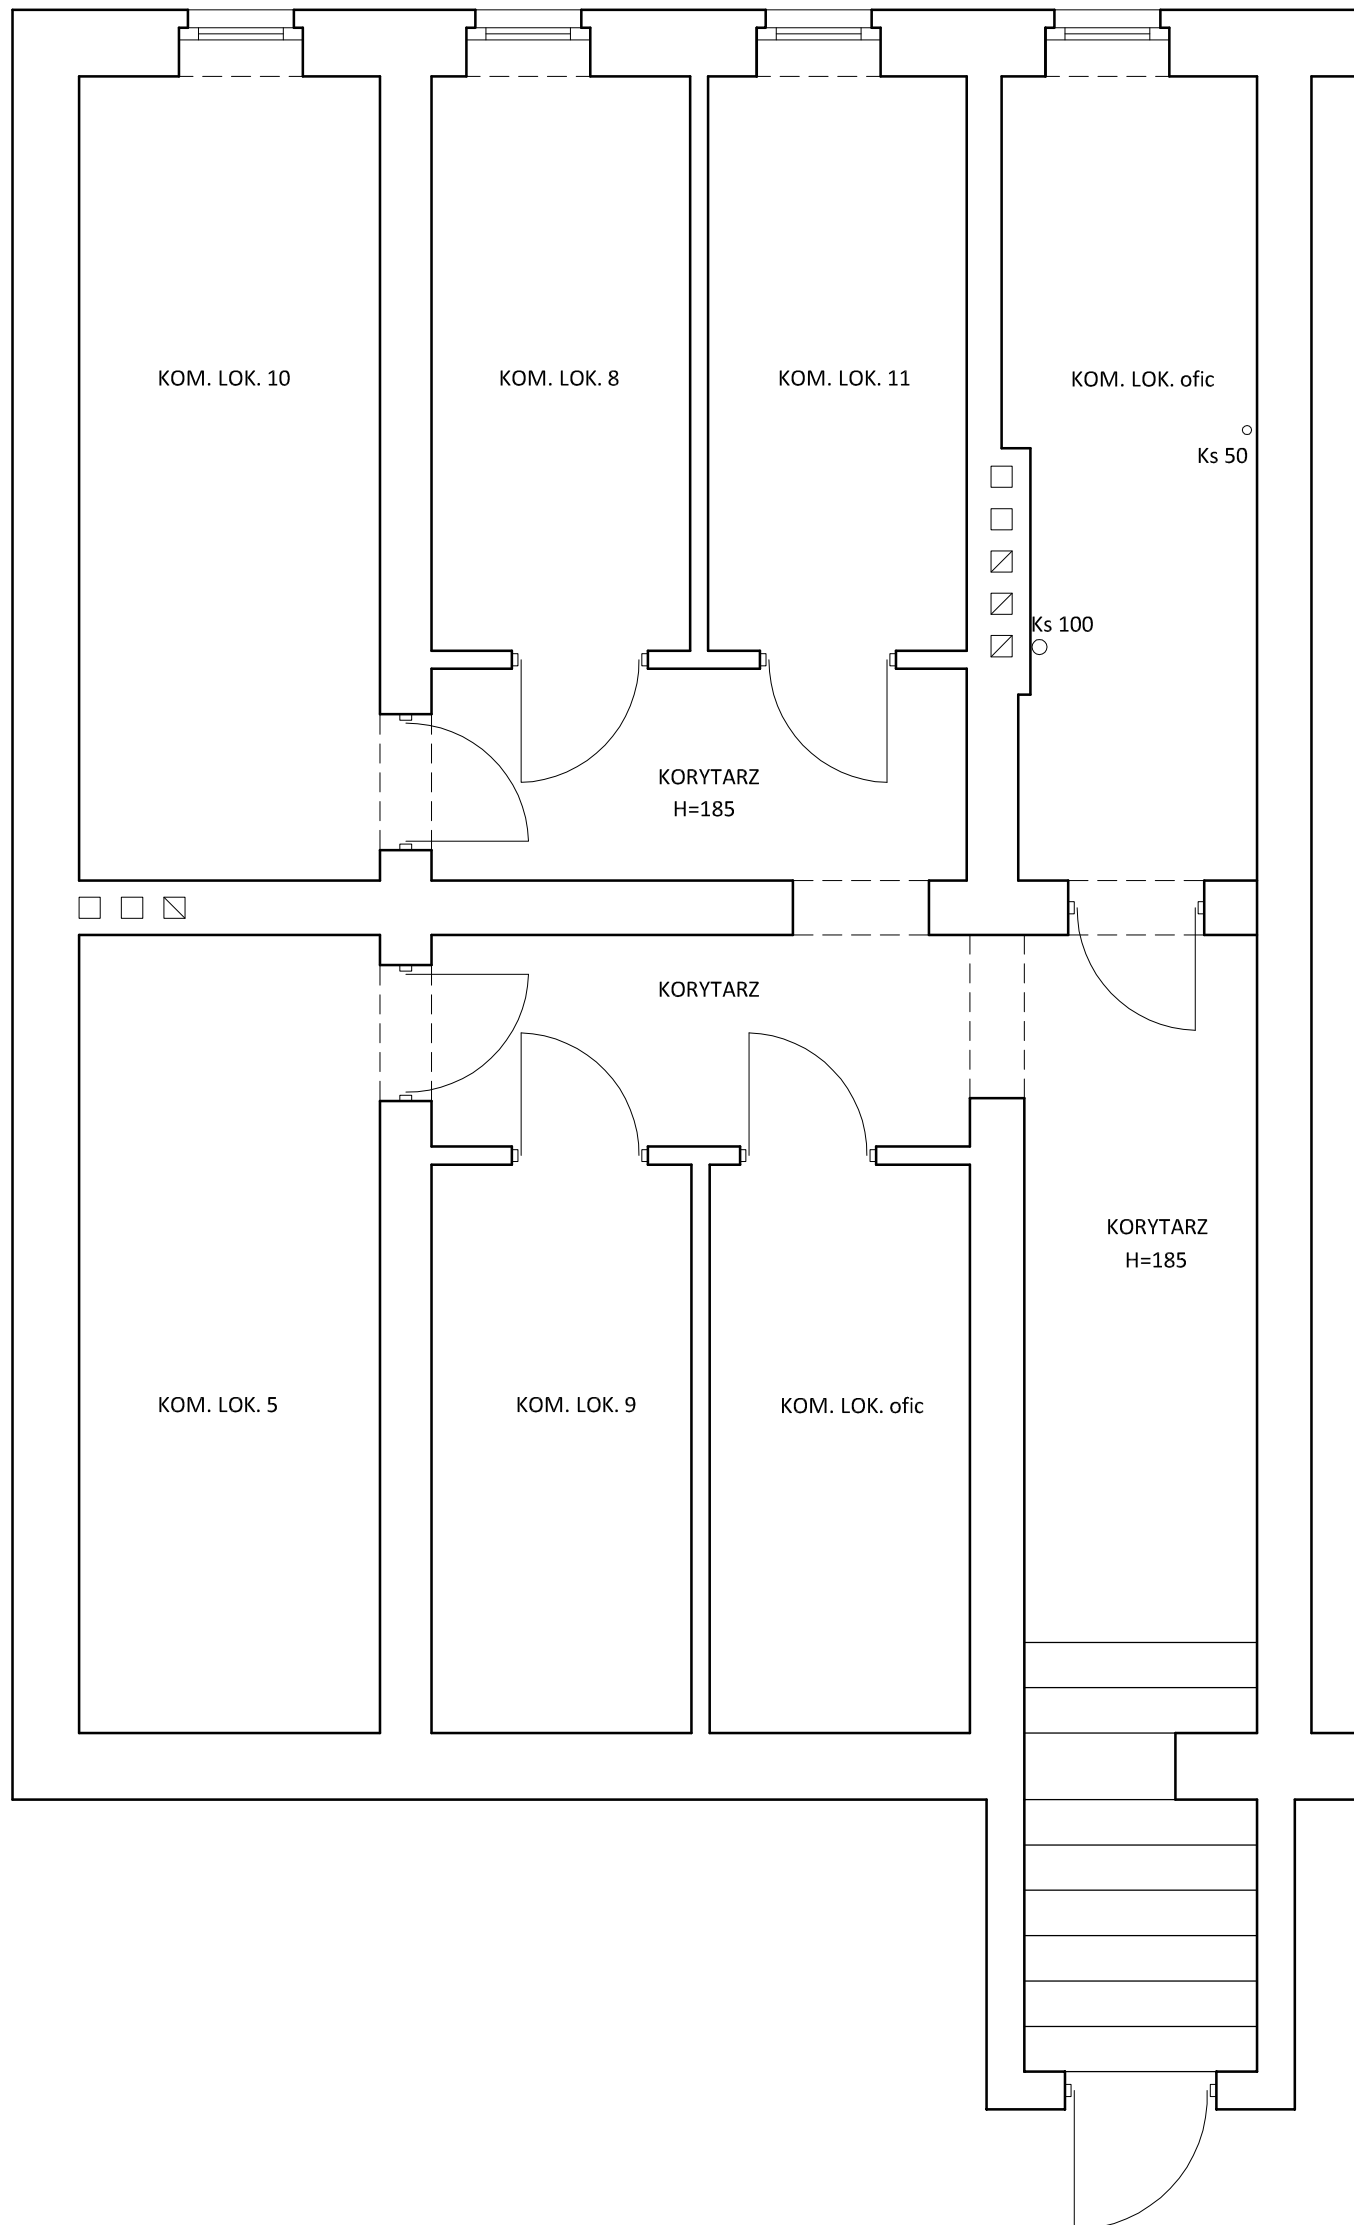 KOM. LOK. 10
KOM. LOK. 8
KOM. LOK. 11
KOM. LOK. ofic
Ks 50
Ks 100
KORYTARZ
H=185
KORYTARZ
KORYTARZ
H=185
KOM. LOK. 5
KOM. LOK. 9
KOM. LOK. ofic